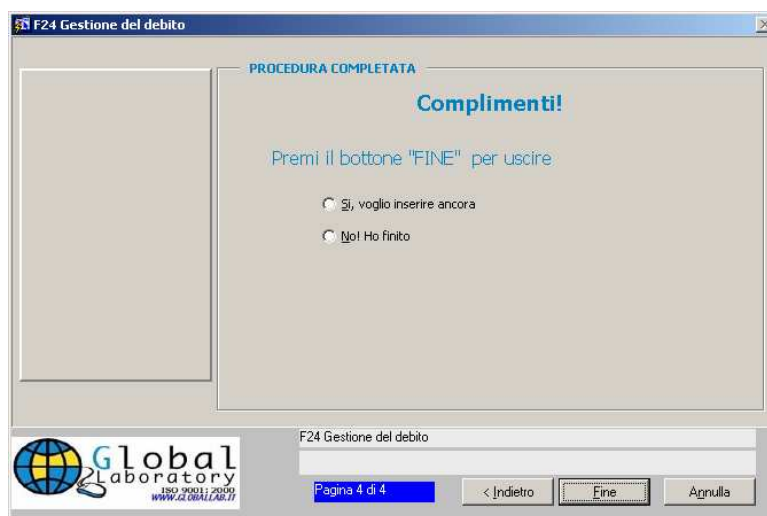 F24 Gestione del debito
PROCEDURA COMPLETATA
Complimenti!
Premi il bottone "FINE" per uscire
Si, voglio inserire ancora
No! Ho finito
F24 Gestione del debito
Global
Laboratory
ISO 9001:2000
WWW.GLOBALLAB.IT
Pagina 4 di 4
< Indietro
Fine
Annulla